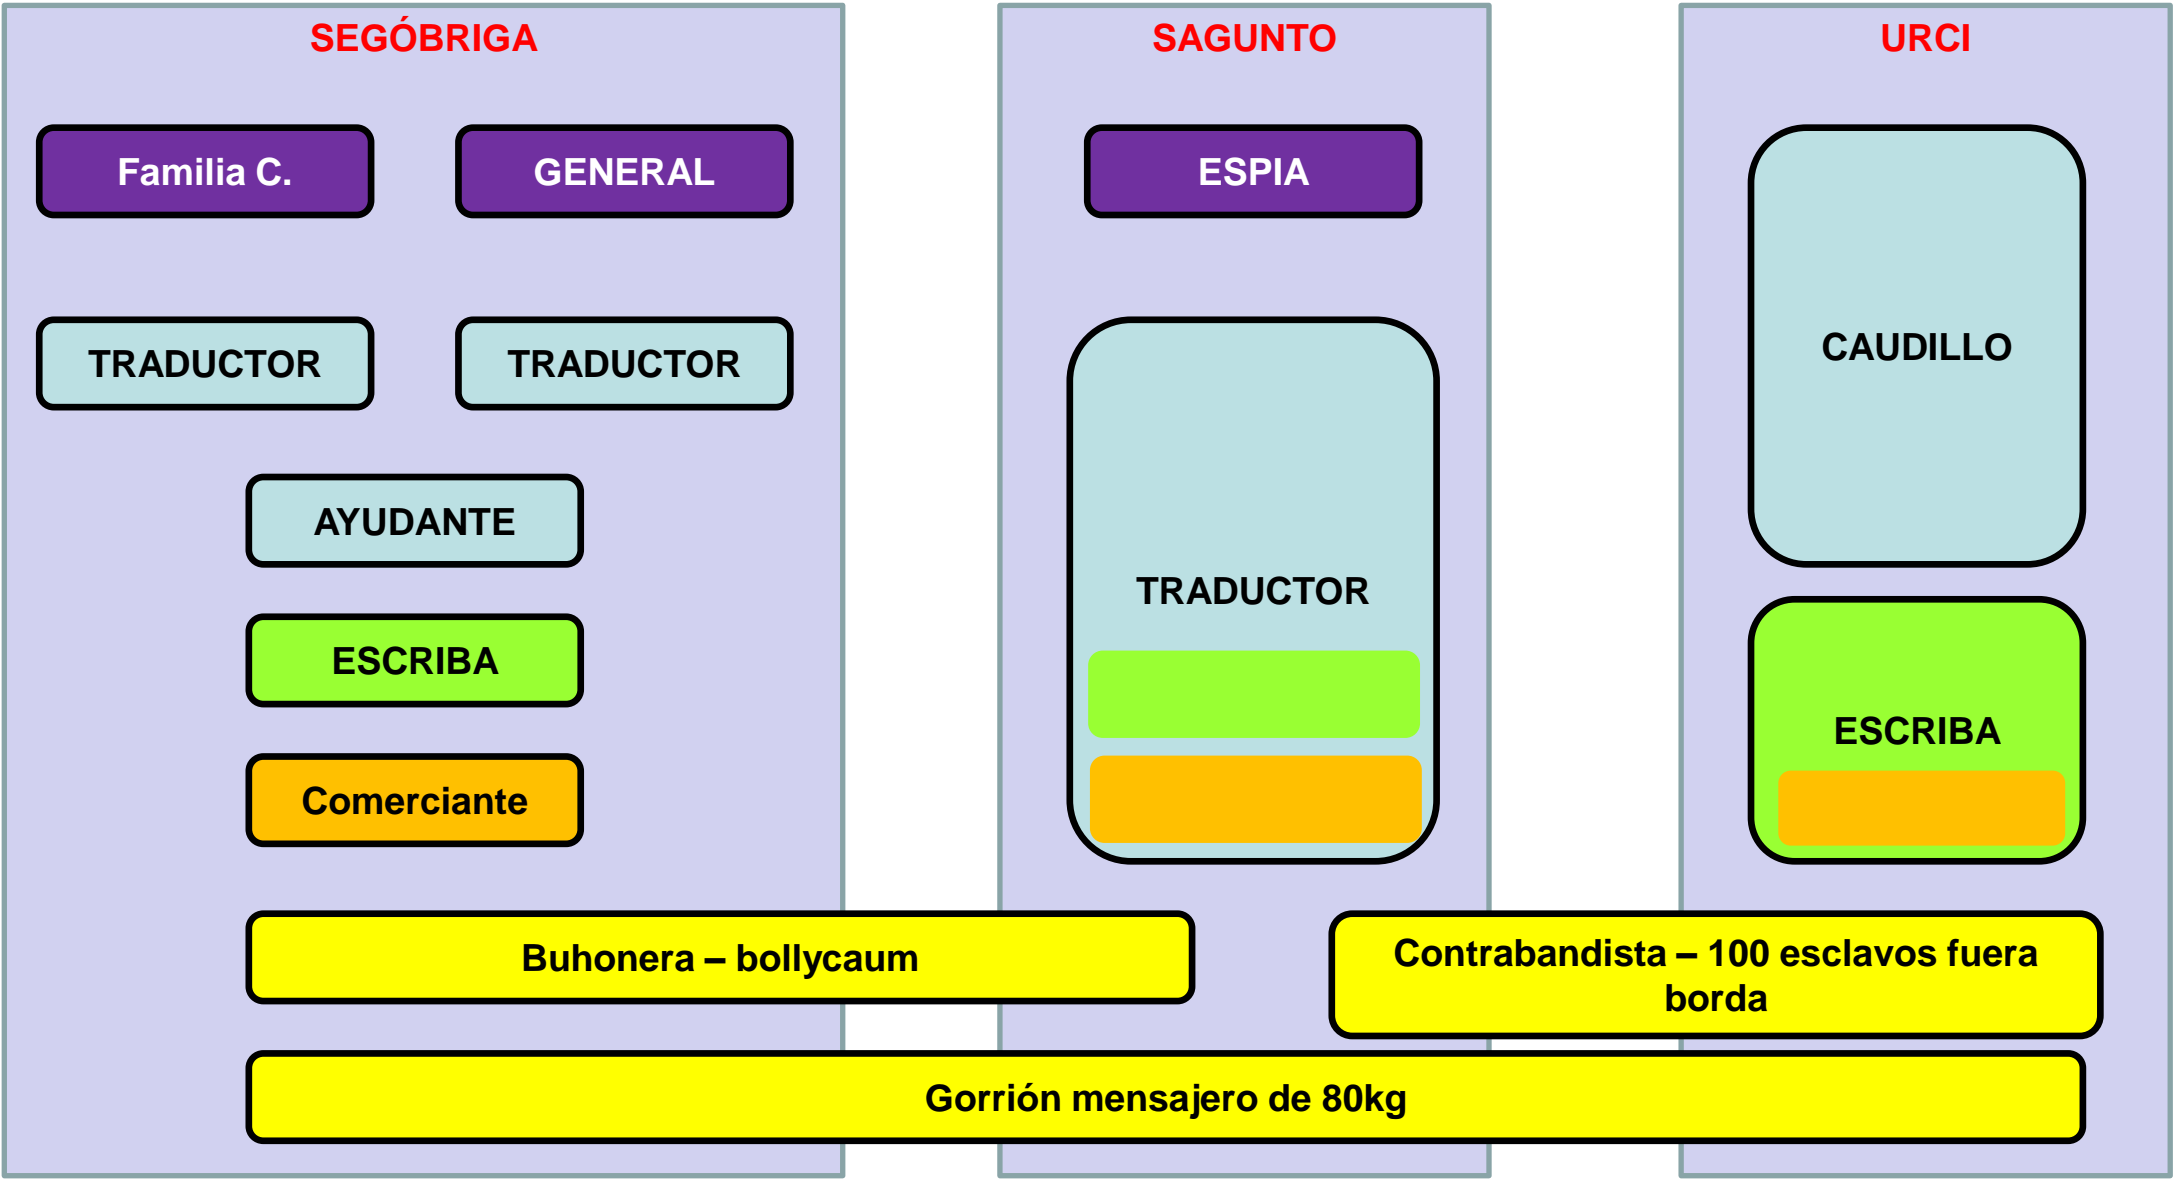 SEGÓBRIGA
SAGUNTO
URCI
Familia C.
GENERAL
ESPIA
CAUDILLO
TRADUCTOR
TRADUCTOR
AYUDANTE
TRADUCTOR
ESCRIBA
ESCRIBA
Comerciante
Buhonera – bollycaum
Contrabandista – 100 esclavos fuera
borda
Gorrión mensajero de 80kg